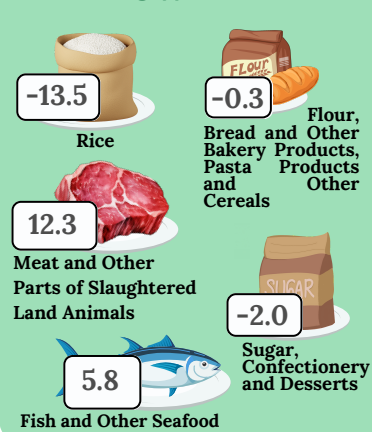 -13.5
Rice
FLOUR
-0.3
Flour,
Bread and Other
Bakery Products,
Pasta Products
and Other
Cereals
12.3
Meat and Other
Parts of Slaughtered
Land Animals
SUGAR
-2.0
Sugar,
Confectionery
and Desserts
5.8
Fish and Other Seafood